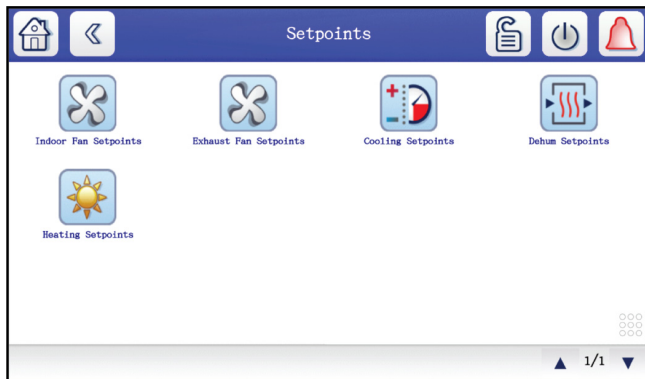 Setpoints
Indoor Fan Setpoints
Exhaust Fan Setpoints
Cooling Setpoints
Dehum Setpoints
Heating Setpoints
1/1